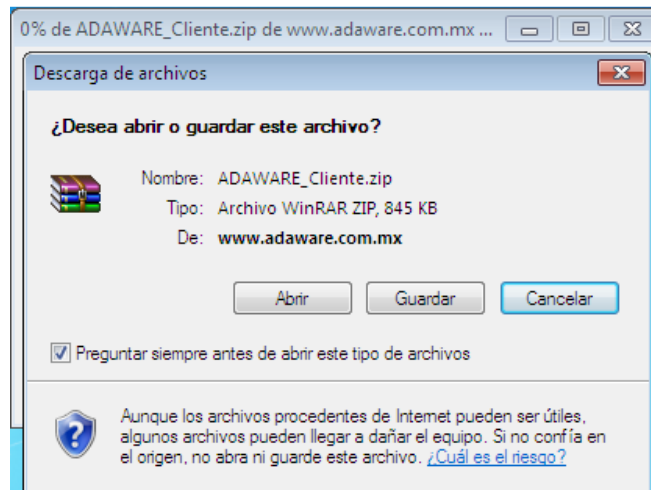 0% de ADAWARE_Cliente.zip de www.adaware.com.mx ...
Descarga de archivos
¿Desea abrir o guardar este archivo?
Nombre: ADAWARE_Cliente.zip
Tipo: Archivo WinRAR ZIP, 845 KB
De: www.adaware.com.mx
Abrir Guardar Cancelar
Preguntar siempre antes de abrir este tipo de archivos
Aunque los archivos procedentes de Internet pueden ser útiles,
algunos archivos pueden llegar a dañar el equipo. Si no confía en
el origen, no abra ni guarde este archivo. ¿Cuál es el riesgo?